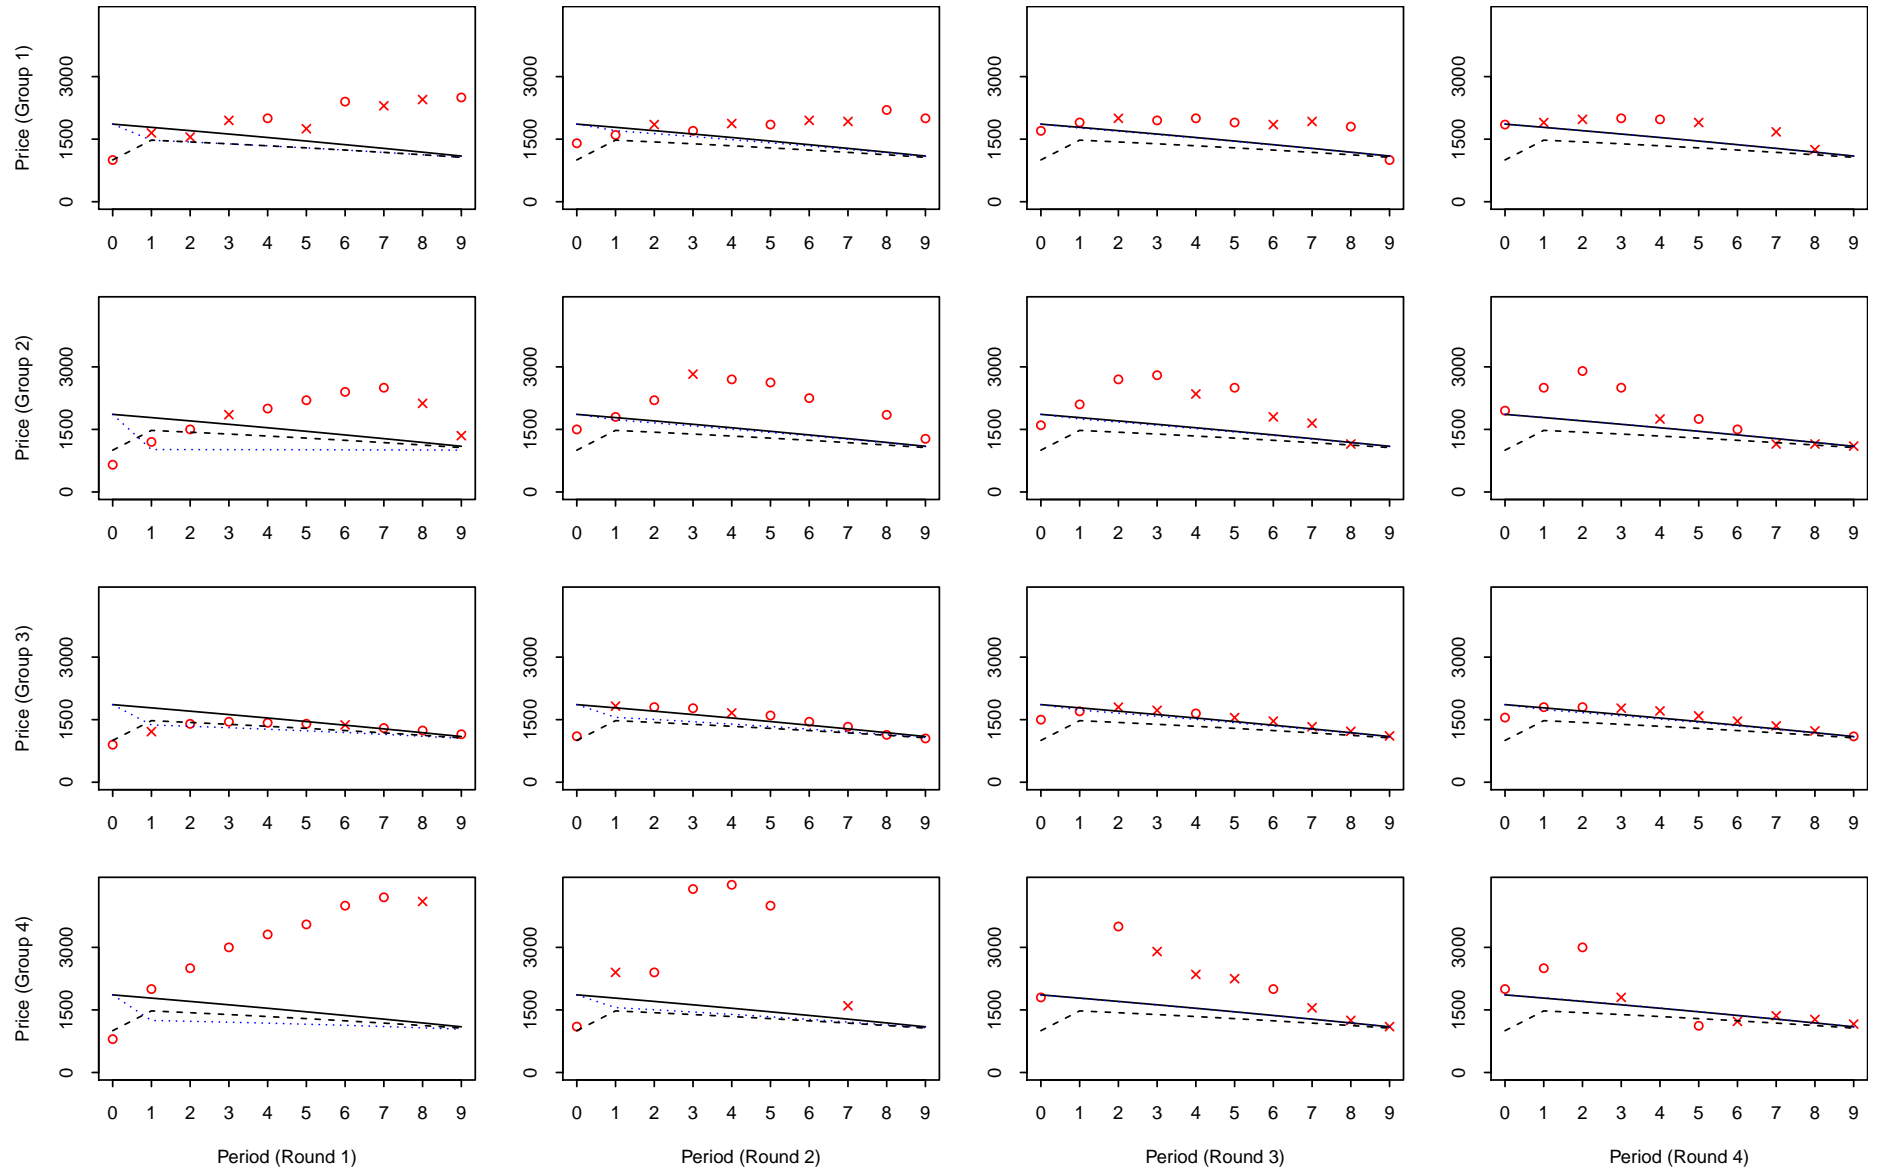 Price (Group 1)
0 1500 3000
0 1500 3000
0 1500 3000
0 1500 3000
0 1 2 3 4 5 6 7 8 9
0 1 2 3 4 5 6 7 8 9
0 1 2 3 4 5 6 7 8 9
0 1 2 3 4 5 6 7 8 9
Price (Group 2)
0 1500 3000
0 1500 3000
0 1500 3000
0 1500 3000
0 1 2 3 4 5 6 7 8 9
0 1 2 3 4 5 6 7 8 9
0 1 2 3 4 5 6 7 8 9
0 1 2 3 4 5 6 7 8 9
Price (Group 3)
0 1500 3000
0 1500 3000
0 1500 3000
0 1500 3000
0 1 2 3 4 5 6 7 8 9
0 1 2 3 4 5 6 7 8 9
0 1 2 3 4 5 6 7 8 9
0 1 2 3 4 5 6 7 8 9
Price (Group 4)
0 1500 3000
0 1500 3000
0 1500 3000
0 1500 3000
0 1 2 3 4 5 6 7 8 9
0 1 2 3 4 5 6 7 8 9
0 1 2 3 4 5 6 7 8 9
0 1 2 3 4 5 6 7 8 9
Period (Round 1)
Period (Round 2)
Period (Round 3)
Period (Round 4)